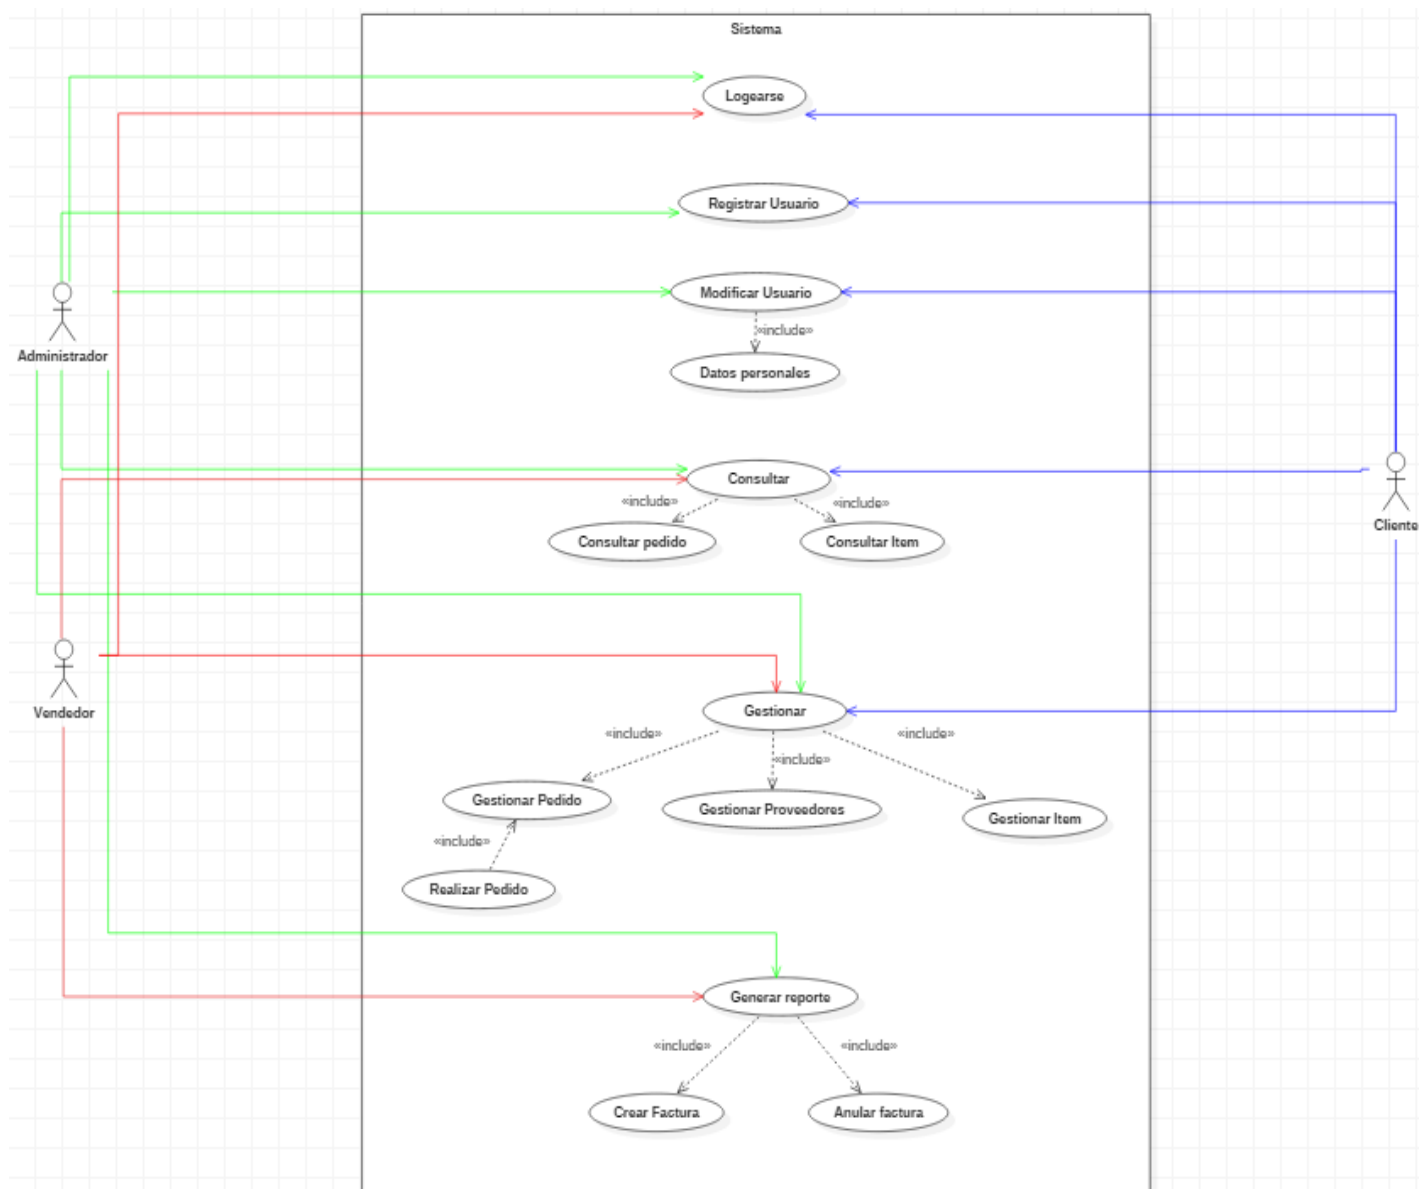 Sistema
Logearse
Registrar Usuario
Modificar Usuario
«include»
Administrador
Datos personales
Consultar
«include»
«include»
Cliente
Consultar pedido
Consultar Item
Vendedor
Gestionar
«include»
«include»
«include»
Gestionar Pedido
Gestionar Proveedores
Gestionar Item
«include»
Realizar Pedido
Generar reporte
«include»
«include»
Crear Factura
Anular factura